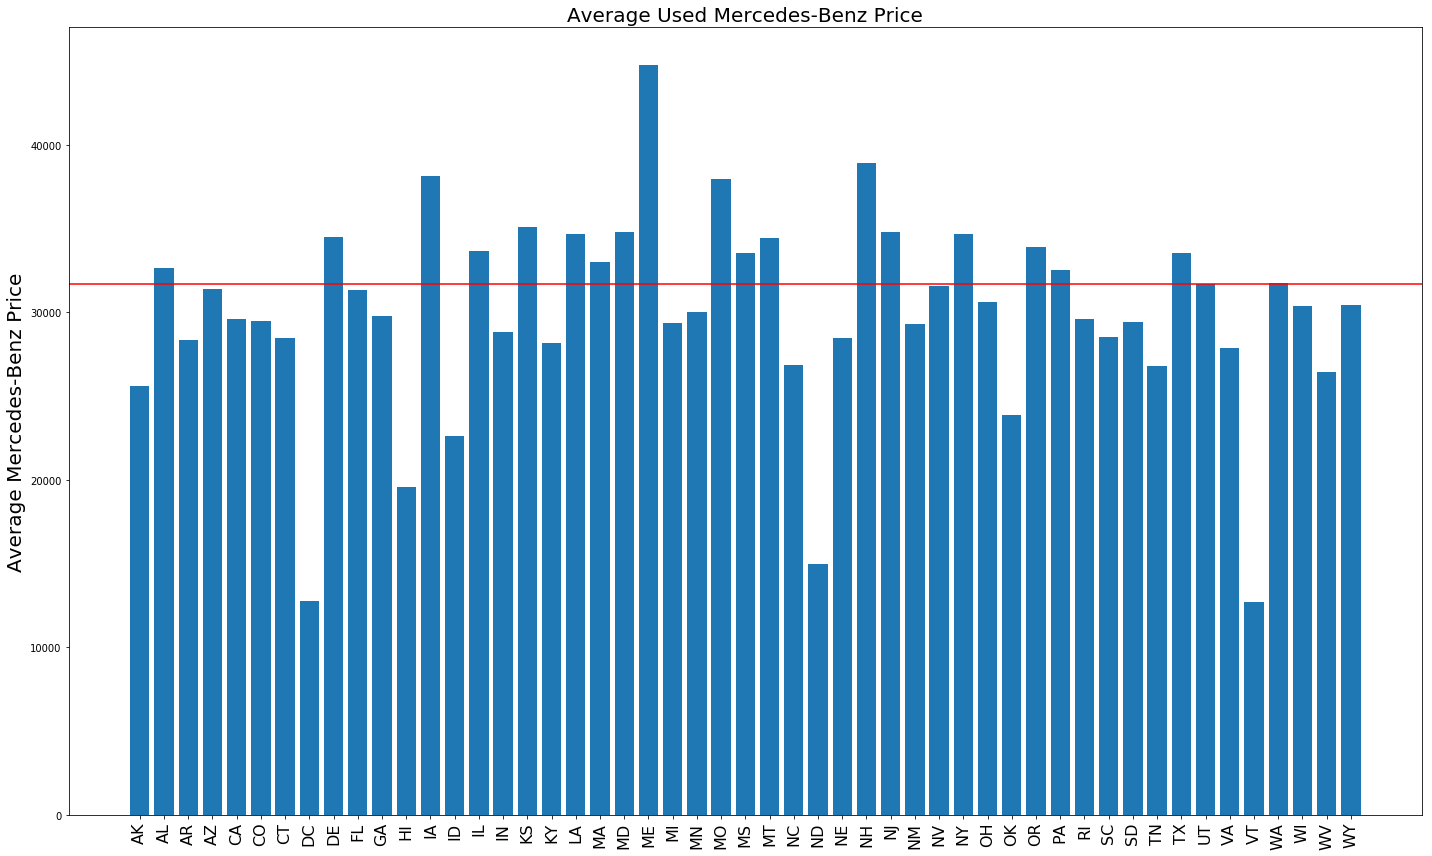 Average Used Mercedes-Benz Price
Average Mercedes-Benz Price
40000
30000
20000
10000
0
AK AL AR AZ CA CO CT DC DE FL GA HI IA ID IL IN KS KY LA MA MD ME MI MN MO MS MT NC ND NE NH NJ NM NV NY OH OK OR PA RI SC SD TN TX UT VA VT WA WI WV WY